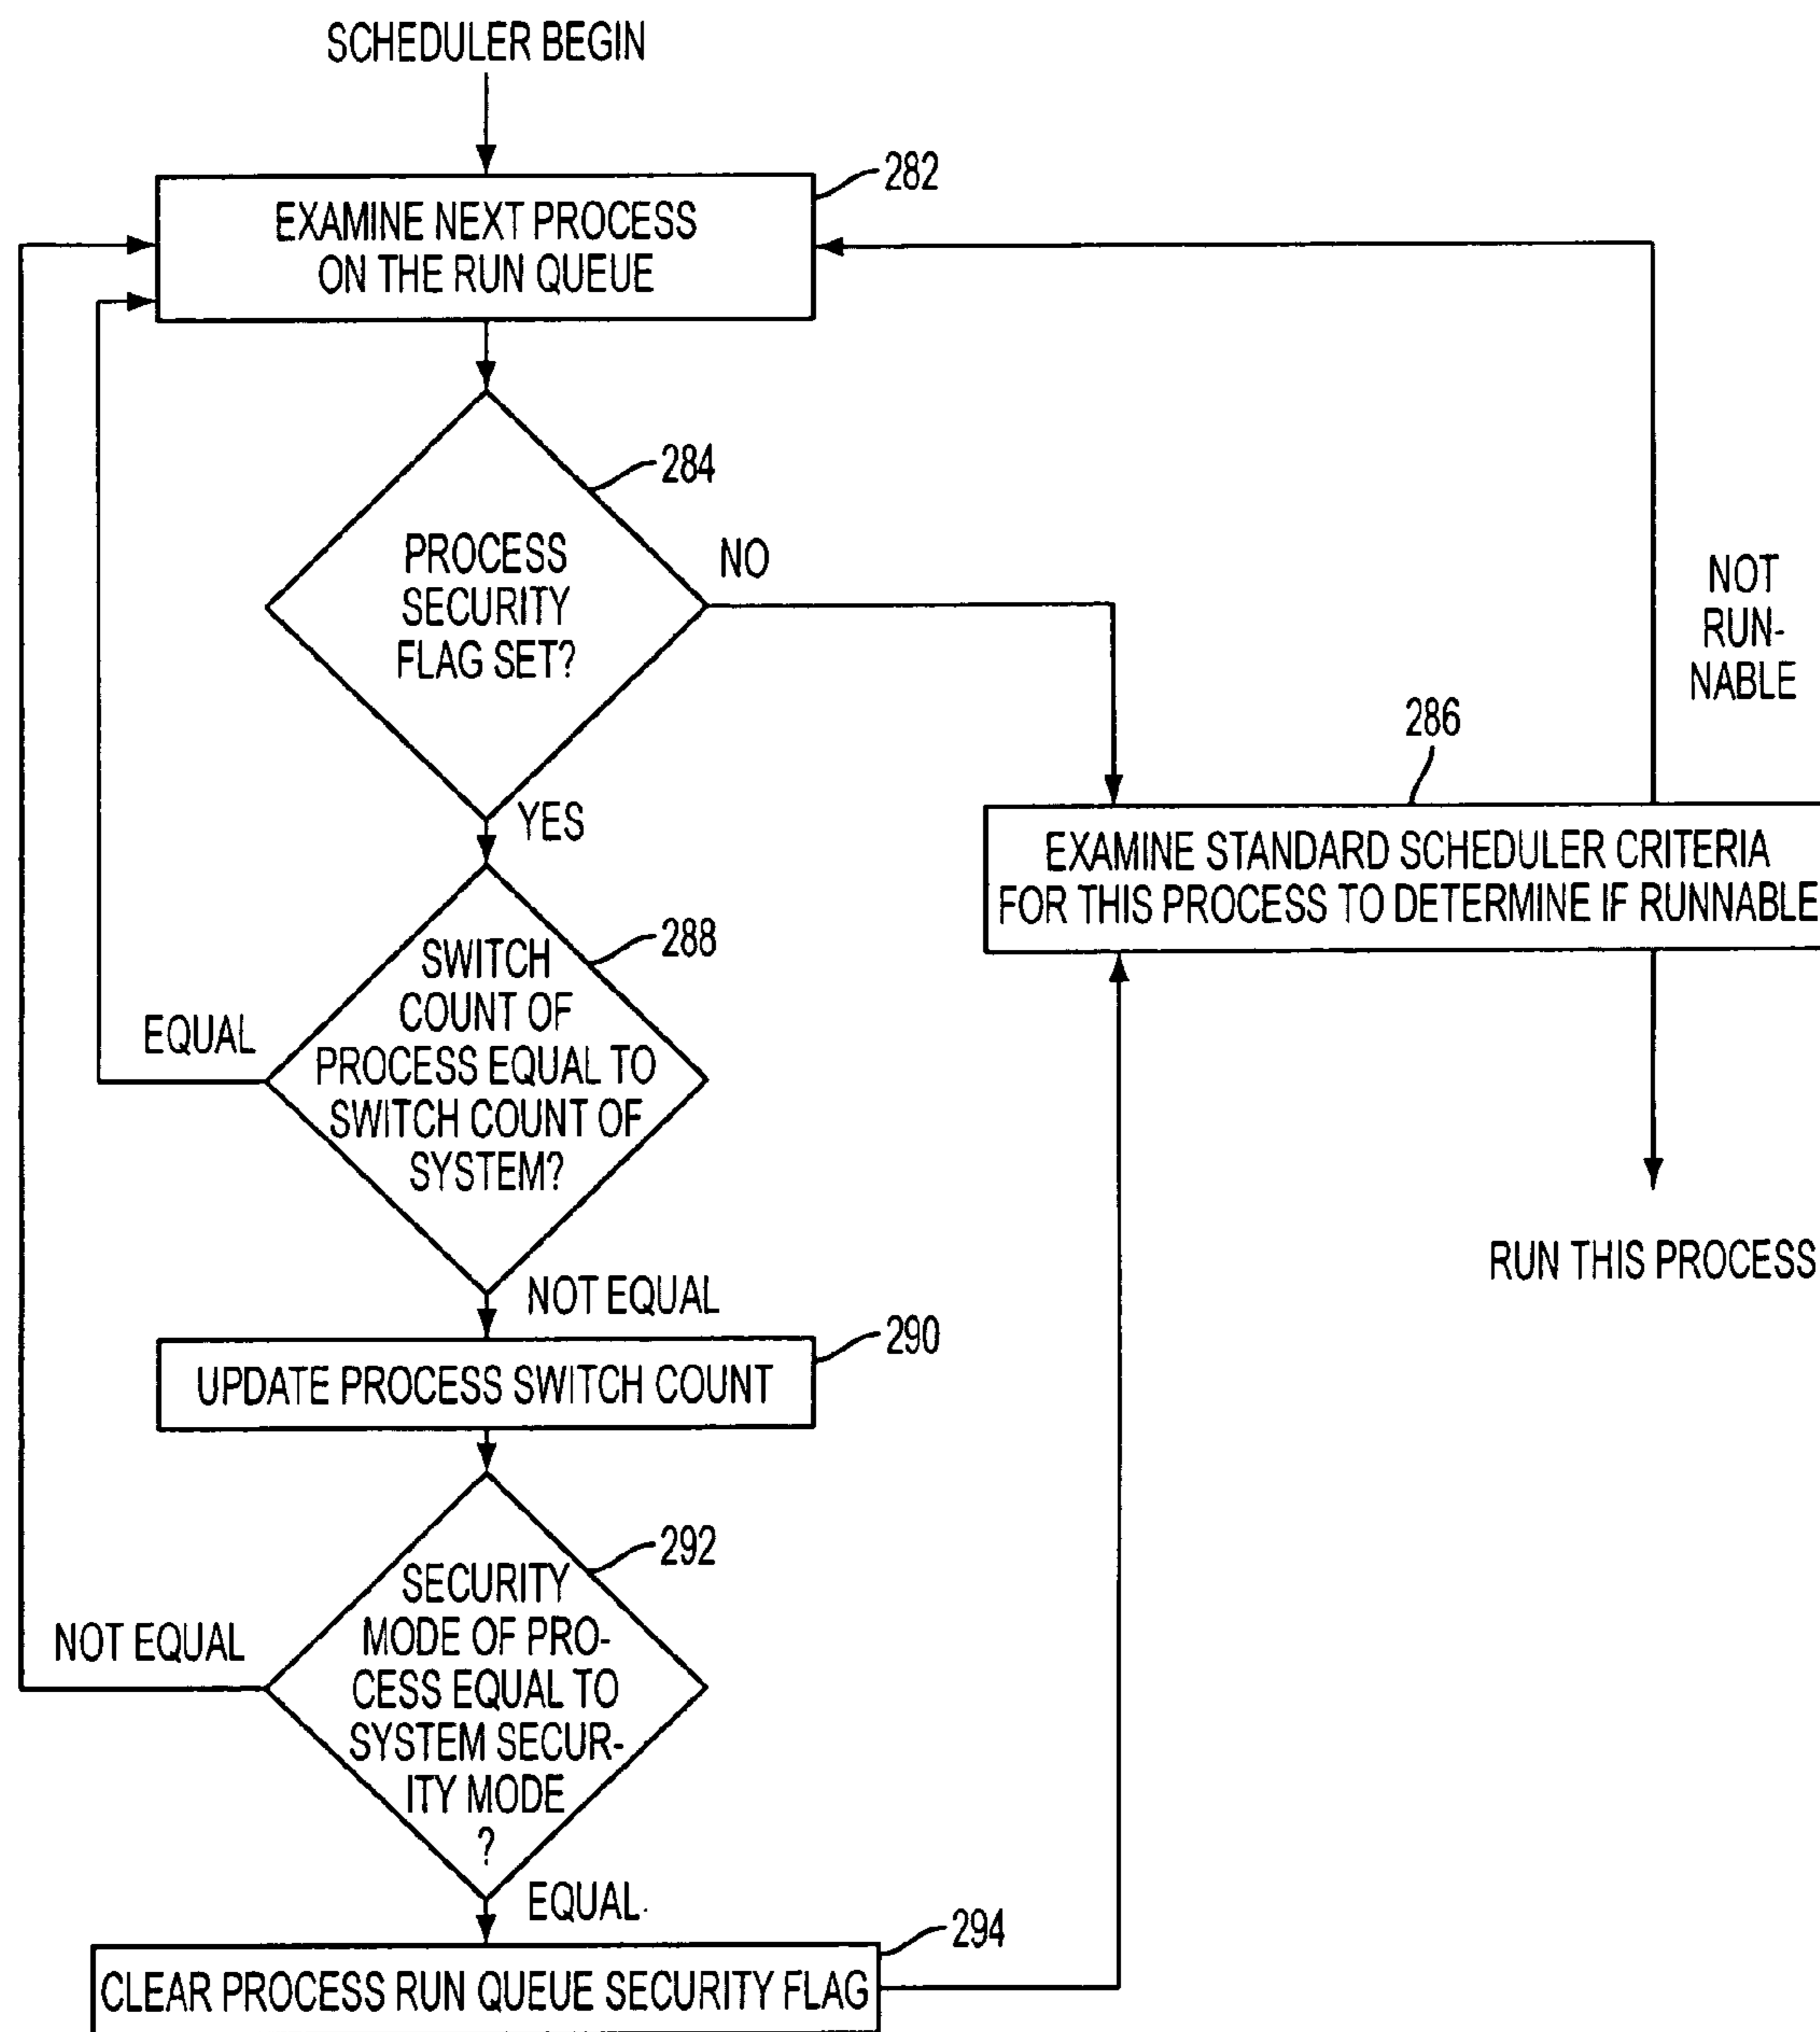 SCHEDULER BEGIN
282
EXAMINE NEXT PROCESS
ON THE RUN QUEUE
284
PROCESS
SECURITY
FLAG SET?
NO
YES
NOT
RUN-
NABLE
286
EXAMINE STANDARD SCHEDULER CRITERIA
FOR THIS PROCESS TO DETERMINE IF RUNNABLE
288
SWITCH
COUNT OF
PROCESS EQUAL TO
SWITCH COUNT OF
SYSTEM?
EQUAL
NOT EQUAL
RUN THIS PROCESS
290
UPDATE PROCESS SWITCH COUNT
292
SECURITY
MODE OF PRO-
CESS EQUAL TO
SYSTEM SECUR-
ITY MODE
?
NOT EQUAL
EQUAL
294
CLEAR PROCESS RUN QUEUE SECURITY FLAG